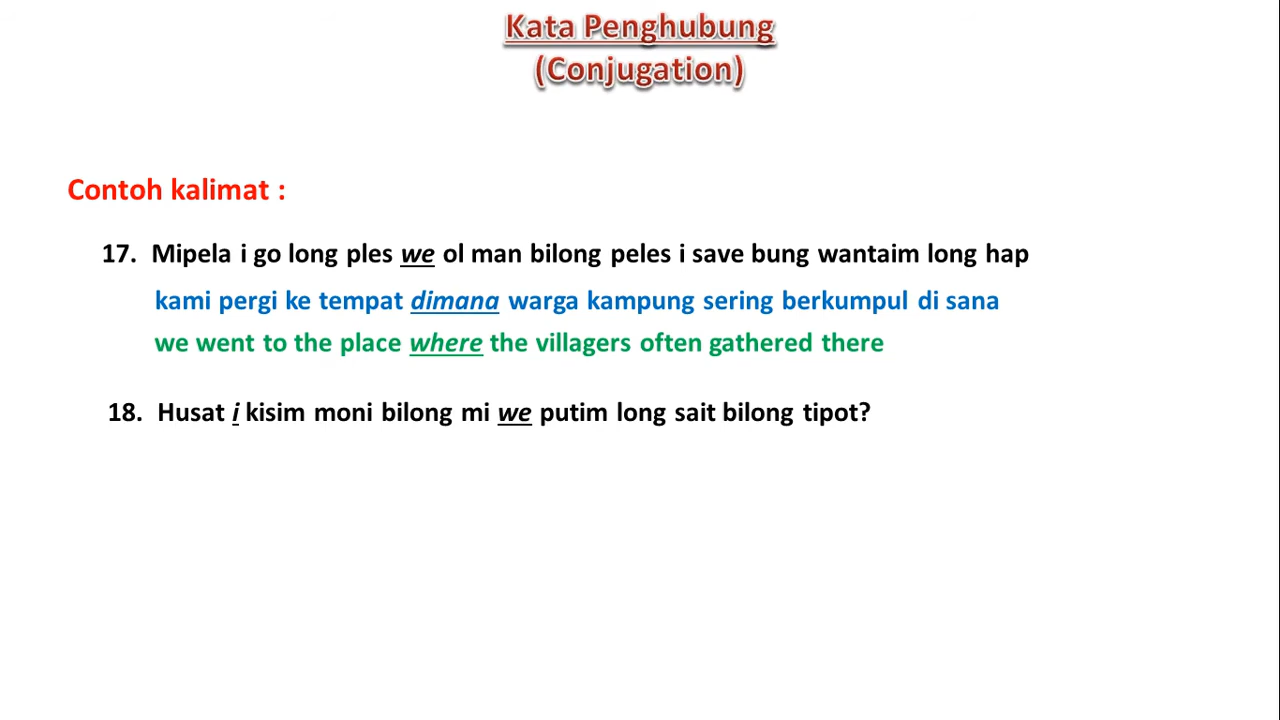 Kata Penghubung
(Conjugation)
Contoh kalimat :
17. Mipela i go long ples we ol man bilong peles i save bung wantaim long hap
kami pergi ke tempat dimana warga kampung sering berkumpul di sana
we went to the place where the villagers often gathered there
18. Husat i kisim moni bilong mi we putim long sait bilong tipot?